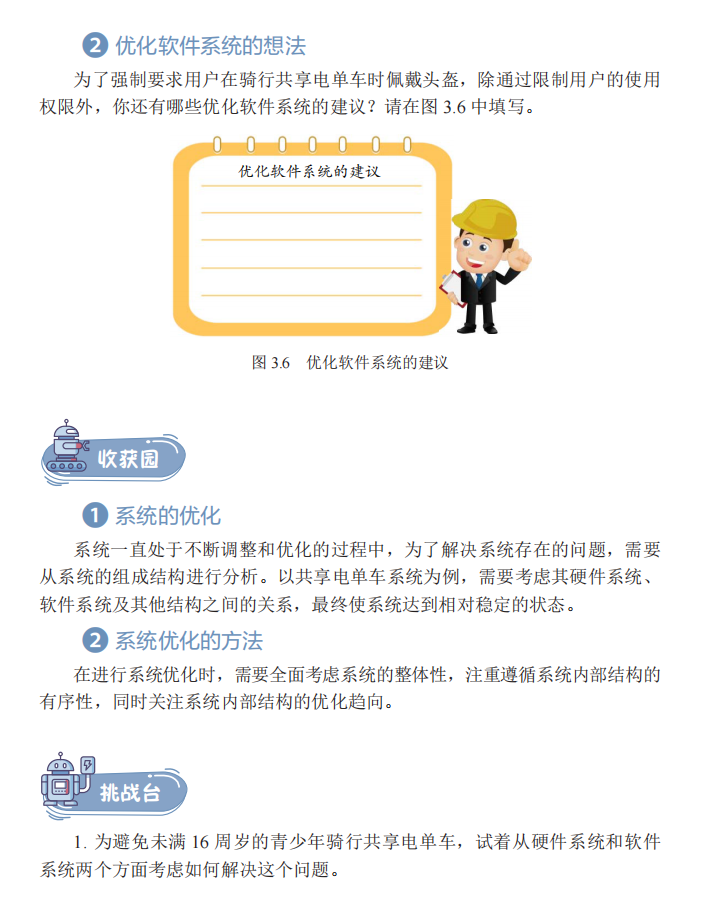 2 优化软件系统的想法
为了强制要求用户在骑行共享电单车时佩戴头盔，除通过限制用户的使用
权限外，你还有哪些优化软件系统的建议？请在图 3.6 中填写。
优化软件系统的建议
图 3.6 优化软件系统的建议
收获园
1 系统的优化
系统一直处于不断调整和优化的过程中，为了解决系统存在的问题，需要
从系统的组成结构进行分析。以共享电单车系统为例，需要考虑其硬件系统、
软件系统及其他结构之间的关系，最终使系统达到相对稳定的状态。
2 系统优化的方法
在进行系统优化时，需要全面考虑系统的整体性，注重遵循系统内部结构的
有序性，同时关注系统内部结构的优化趋向。
挑战台
1. 为避免未满 16 周岁的青少年骑行共享电单车，试着从硬件系统和软件
系统两个方面考虑如何解决这个问题。